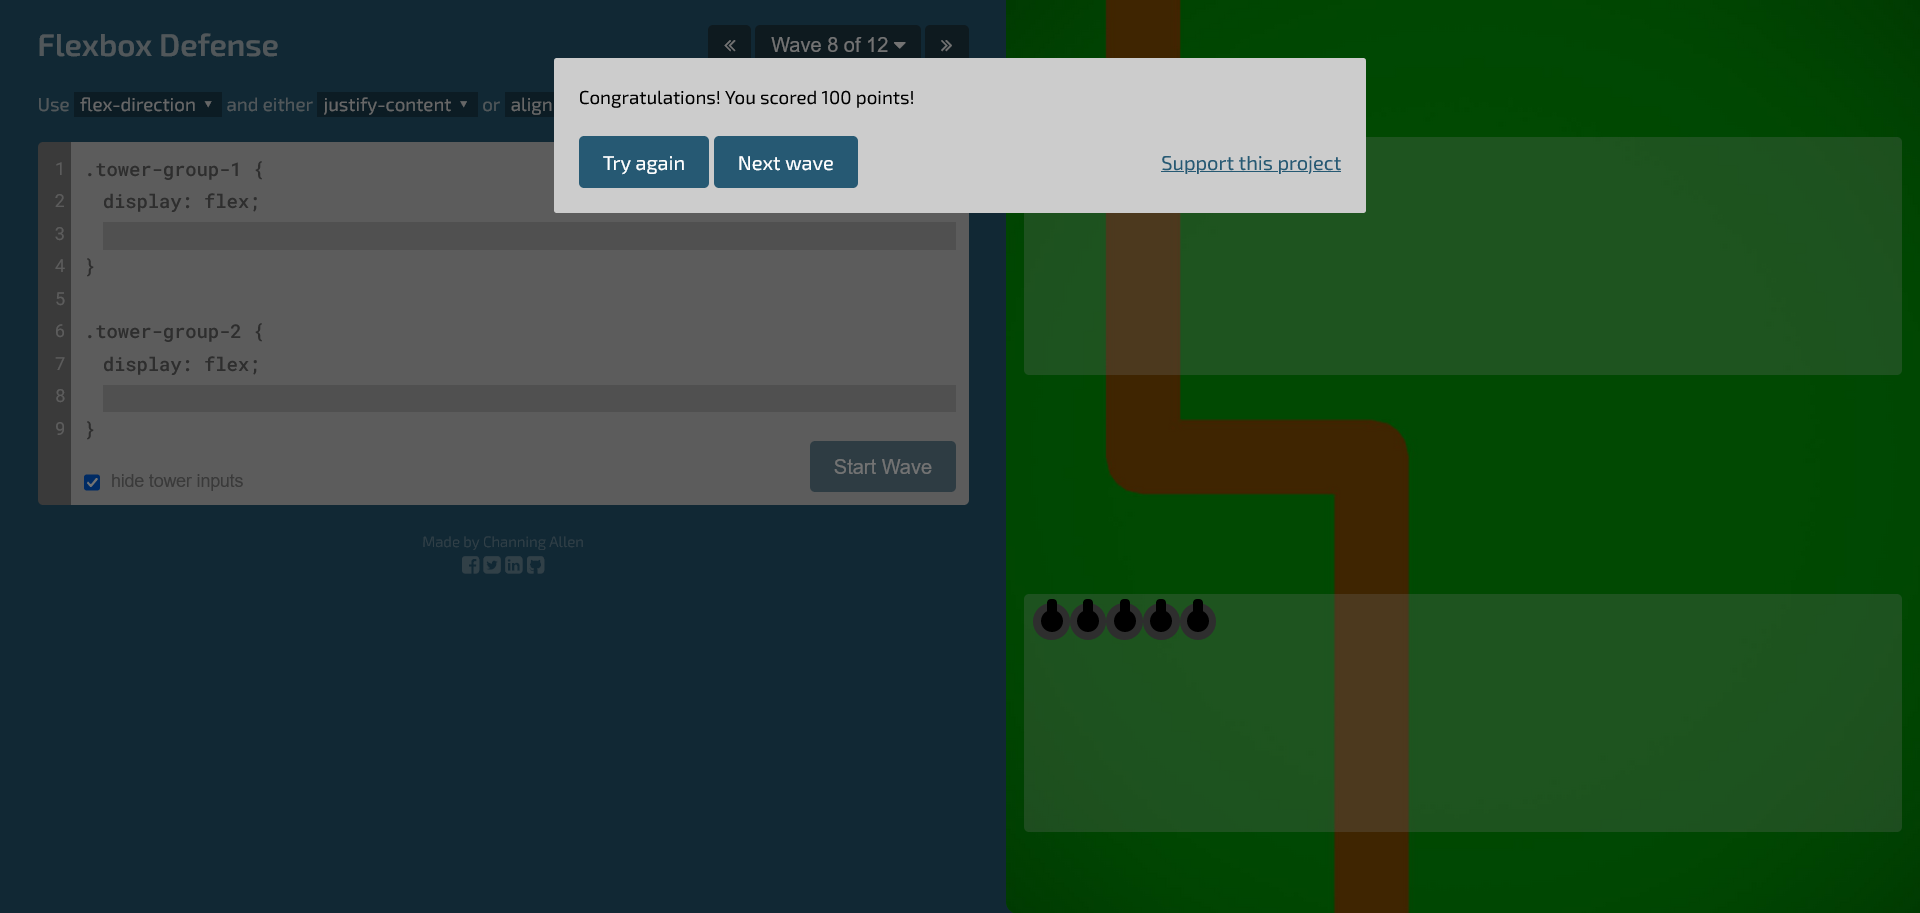 Flexbox Defense
« Wave 8 of 12 »
Use flex-direction ▼ and either justify-content ▼ or align
Congratulations! You scored 100 points!
Try again Next wave Support this project
1 .tower-group-1 {
2 display: flex;
3
4 }
5
6 .tower-group-2 {
7 display: flex;
8
9 }
hide tower inputs Start Wave
Made by Channing Allen